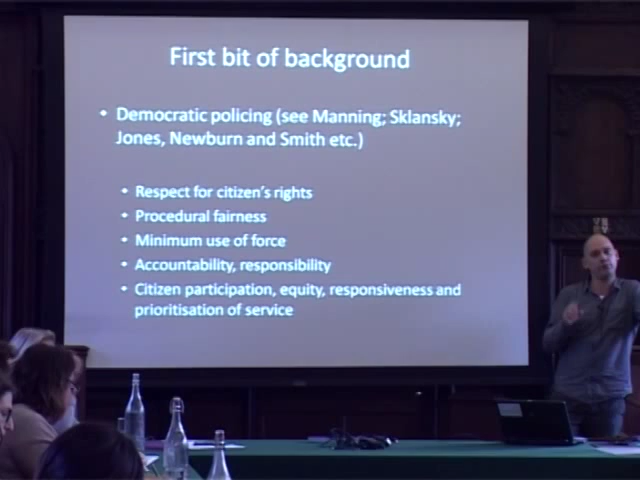 First bit of background
• Democratic policing (see Manning; Sklansky;
Jones, Newburn and Smith etc.)
• Respect for citizen's rights
• Procedural fairness
• Minimum use of force
• Accountability, responsibility
• Citizen participation, equity, responsiveness and
prioritisation of service